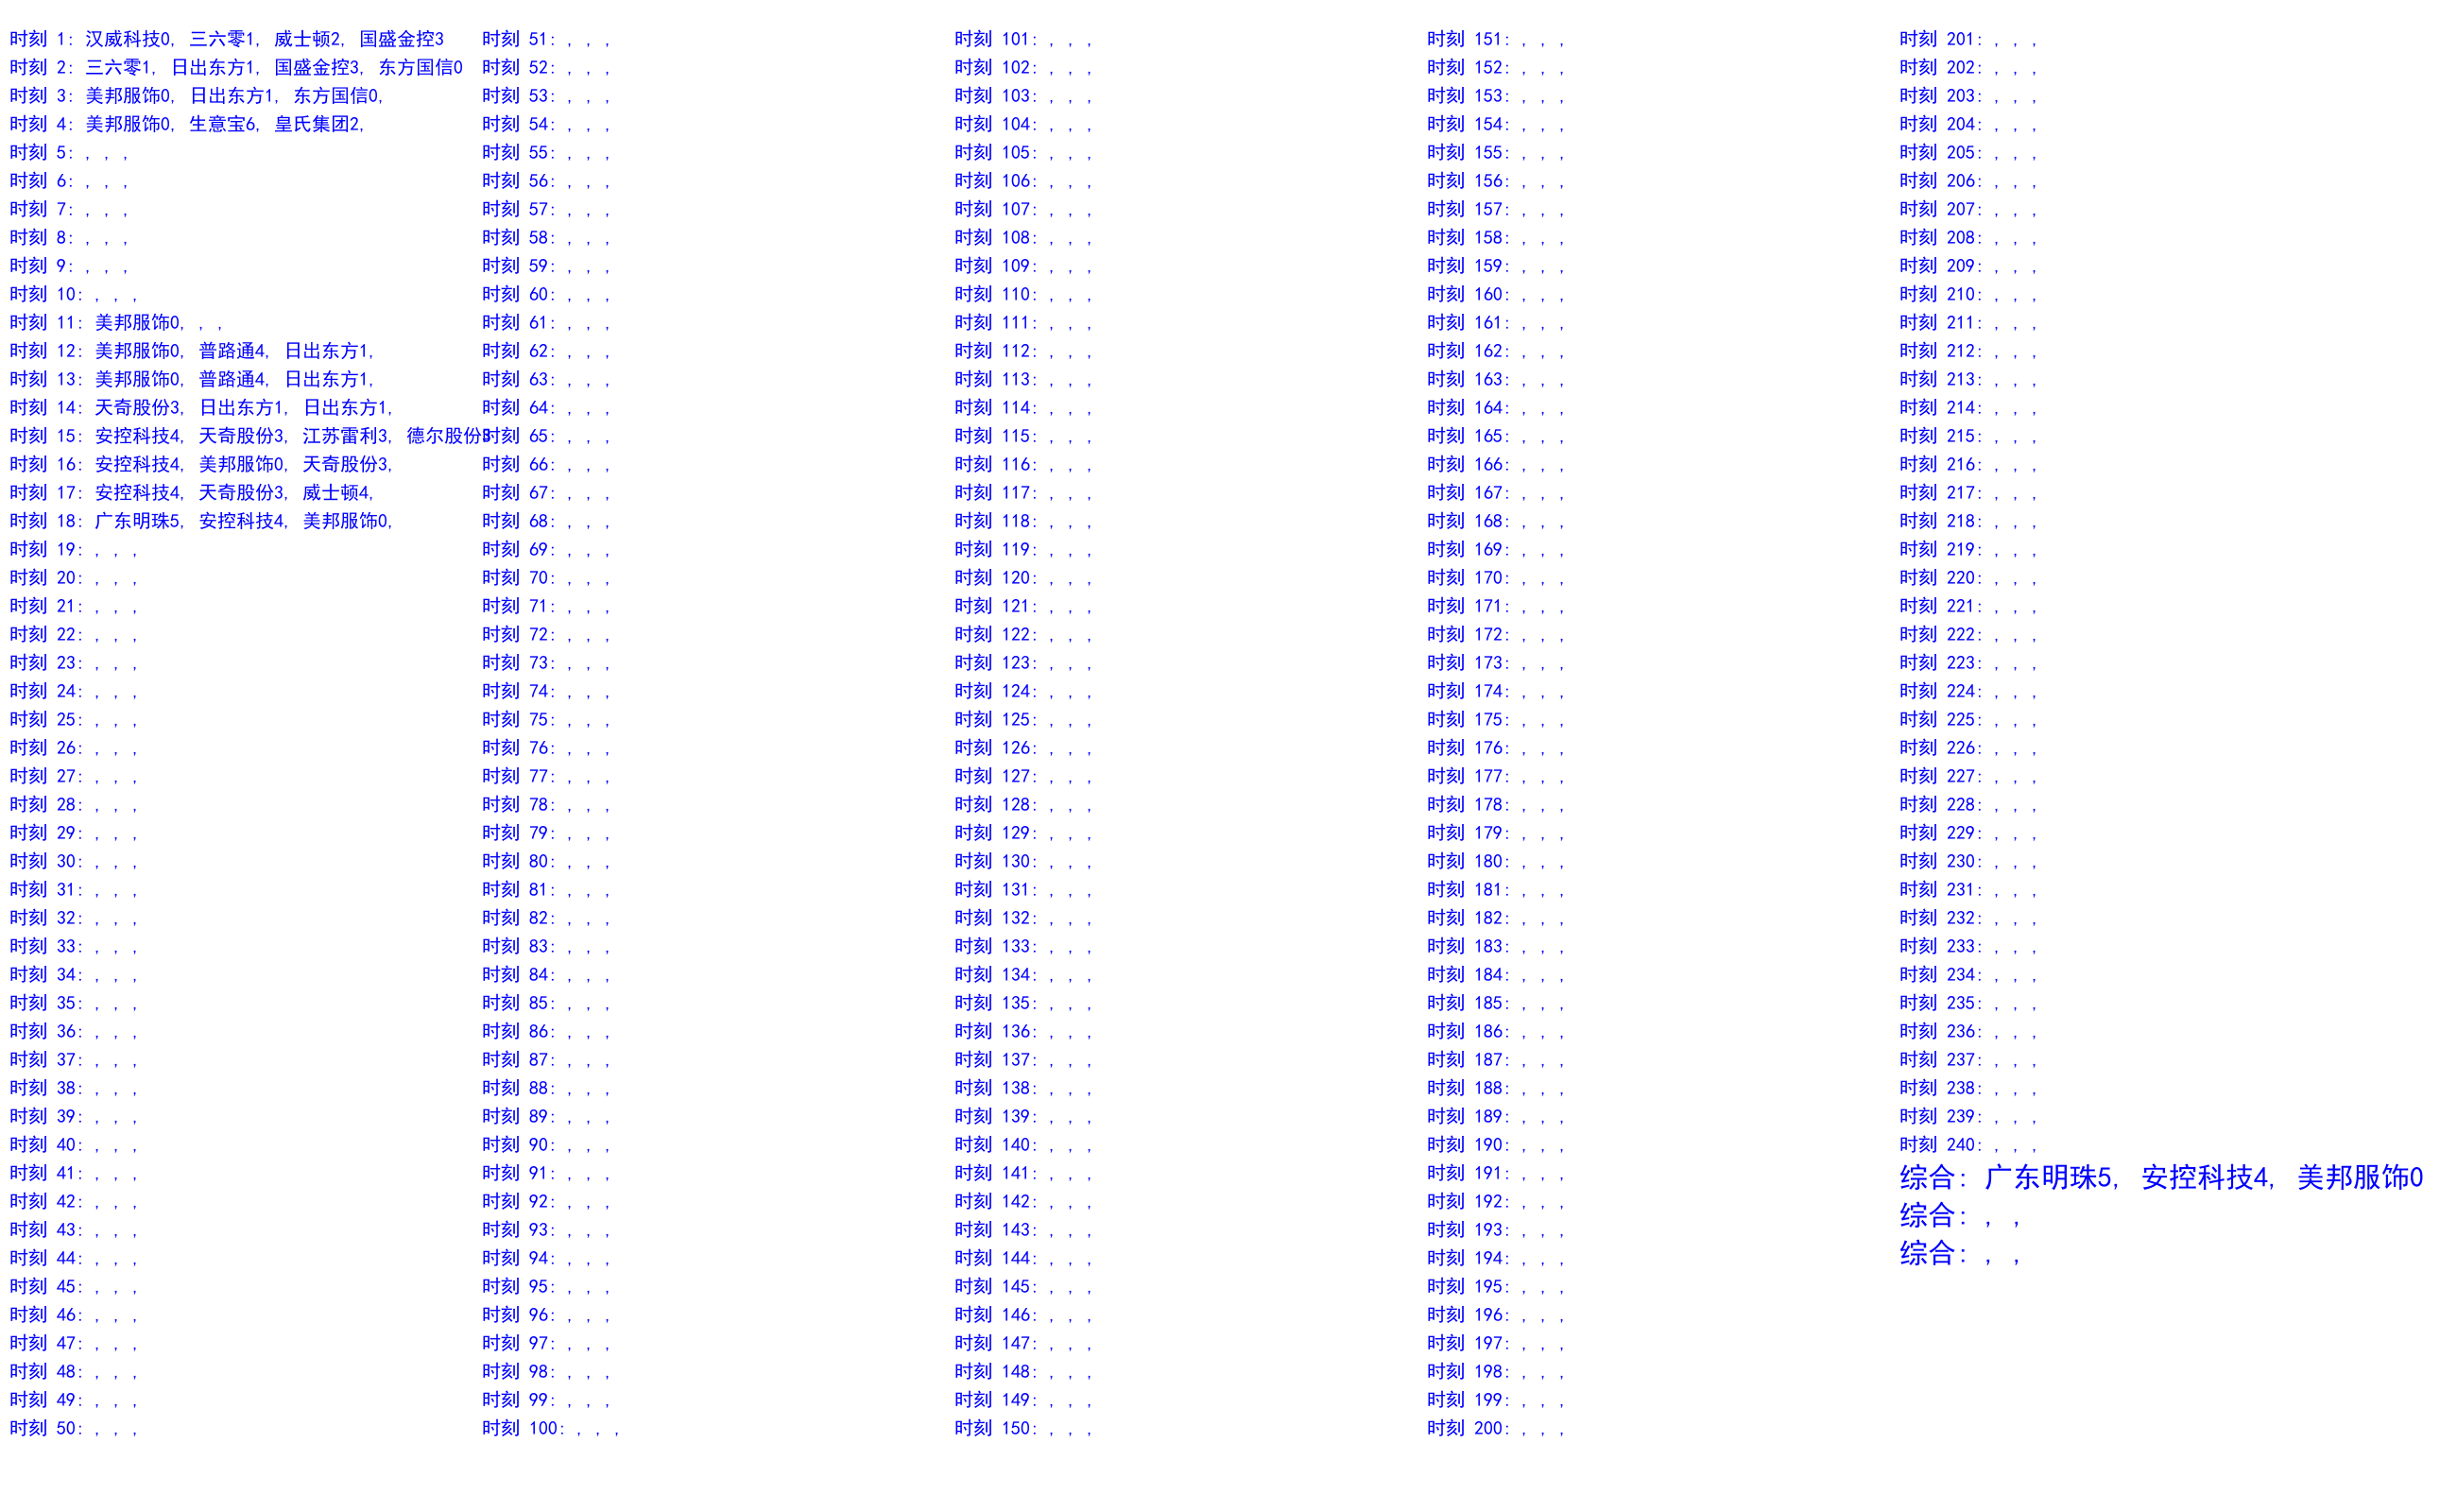 时刻 1: 汉威科技0, 三六零1, 威士顿2, 国盛金控3
时刻 2: 三六零1, 日出东方1, 国盛金控3, 东方国信0
时刻 3: 美邦服饰0, 日出东方1, 东方国信0,
时刻 4: 美邦服饰0, 生意宝6, 皇氏集团2,
时刻 5: , , ,
时刻 6: , , ,
时刻 7: , , ,
时刻 8: , , ,
时刻 9: , , ,
时刻 10: , , ,
时刻 11: 美邦服饰0, , ,
时刻 12: 美邦服饰0, 普路通4, 日出东方1,
时刻 13: 美邦服饰0, 普路通4, 日出东方1,
时刻 14: 天奇股份3, 日出东方1, 日出东方1,
时刻 15: 安控科技4, 天奇股份3, 江苏雷利3, 德尔股份3
时刻 16: 安控科技4, 美邦服饰0, 天奇股份3,
时刻 17: 安控科技4, 天奇股份3, 威士顿4,
时刻 18: 广东明珠5, 安控科技4, 美邦服饰0,
时刻 19: , , ,
时刻 20: , , ,
时刻 21: , , ,
时刻 22: , , ,
时刻 23: , , ,
时刻 24: , , ,
时刻 25: , , ,
时刻 26: , , ,
时刻 27: , , ,
时刻 28: , , ,
时刻 29: , , ,
时刻 30: , , ,
时刻 31: , , ,
时刻 32: , , ,
时刻 33: , , ,
时刻 34: , , ,
时刻 35: , , ,
时刻 36: , , ,
时刻 37: , , ,
时刻 38: , , ,
时刻 39: , , ,
时刻 40: , , ,
时刻 41: , , ,
时刻 42: , , ,
时刻 43: , , ,
时刻 44: , , ,
时刻 45: , , ,
时刻 46: , , ,
时刻 47: , , ,
时刻 48: , , ,
时刻 49: , , ,
时刻 50: , , ,
时刻 51: , , ,
时刻 52: , , ,
时刻 53: , , ,
时刻 54: , , ,
时刻 55: , , ,
时刻 56: , , ,
时刻 57: , , ,
时刻 58: , , ,
时刻 59: , , ,
时刻 60: , , ,
时刻 61: , , ,
时刻 62: , , ,
时刻 63: , , ,
时刻 64: , , ,
时刻 65: , , ,
时刻 66: , , ,
时刻 67: , , ,
时刻 68: , , ,
时刻 69: , , ,
时刻 70: , , ,
时刻 71: , , ,
时刻 72: , , ,
时刻 73: , , ,
时刻 74: , , ,
时刻 75: , , ,
时刻 76: , , ,
时刻 77: , , ,
时刻 78: , , ,
时刻 79: , , ,
时刻 80: , , ,
时刻 81: , , ,
时刻 82: , , ,
时刻 83: , , ,
时刻 84: , , ,
时刻 85: , , ,
时刻 86: , , ,
时刻 87: , , ,
时刻 88: , , ,
时刻 89: , , ,
时刻 90: , , ,
时刻 91: , , ,
时刻 92: , , ,
时刻 93: , , ,
时刻 94: , , ,
时刻 95: , , ,
时刻 96: , , ,
时刻 97: , , ,
时刻 98: , , ,
时刻 99: , , ,
时刻 100: , , ,
时刻 101: , , ,
时刻 102: , , ,
时刻 103: , , ,
时刻 104: , , ,
时刻 105: , , ,
时刻 106: , , ,
时刻 107: , , ,
时刻 108: , , ,
时刻 109: , , ,
时刻 110: , , ,
时刻 111: , , ,
时刻 112: , , ,
时刻 113: , , ,
时刻 114: , , ,
时刻 115: , , ,
时刻 116: , , ,
时刻 117: , , ,
时刻 118: , , ,
时刻 119: , , ,
时刻 120: , , ,
时刻 121: , , ,
时刻 122: , , ,
时刻 123: , , ,
时刻 124: , , ,
时刻 125: , , ,
时刻 126: , , ,
时刻 127: , , ,
时刻 128: , , ,
时刻 129: , , ,
时刻 130: , , ,
时刻 131: , , ,
时刻 132: , , ,
时刻 133: , , ,
时刻 134: , , ,
时刻 135: , , ,
时刻 136: , , ,
时刻 137: , , ,
时刻 138: , , ,
时刻 139: , , ,
时刻 140: , , ,
时刻 141: , , ,
时刻 142: , , ,
时刻 143: , , ,
时刻 144: , , ,
时刻 145: , , ,
时刻 146: , , ,
时刻 147: , , ,
时刻 148: , , ,
时刻 149: , , ,
时刻 150: , , ,
时刻 151: , , ,
时刻 152: , , ,
时刻 153: , , ,
时刻 154: , , ,
时刻 155: , , ,
时刻 156: , , ,
时刻 157: , , ,
时刻 158: , , ,
时刻 159: , , ,
时刻 160: , , ,
时刻 161: , , ,
时刻 162: , , ,
时刻 163: , , ,
时刻 164: , , ,
时刻 165: , , ,
时刻 166: , , ,
时刻 167: , , ,
时刻 168: , , ,
时刻 169: , , ,
时刻 170: , , ,
时刻 171: , , ,
时刻 172: , , ,
时刻 173: , , ,
时刻 174: , , ,
时刻 175: , , ,
时刻 176: , , ,
时刻 177: , , ,
时刻 178: , , ,
时刻 179: , , ,
时刻 180: , , ,
时刻 181: , , ,
时刻 182: , , ,
时刻 183: , , ,
时刻 184: , , ,
时刻 185: , , ,
时刻 186: , , ,
时刻 187: , , ,
时刻 188: , , ,
时刻 189: , , ,
时刻 190: , , ,
时刻 191: , , ,
时刻 192: , , ,
时刻 193: , , ,
时刻 194: , , ,
时刻 195: , , ,
时刻 196: , , ,
时刻 197: , , ,
时刻 198: , , ,
时刻 199: , , ,
时刻 200: , , ,
时刻 201: , , ,
时刻 202: , , ,
时刻 203: , , ,
时刻 204: , , ,
时刻 205: , , ,
时刻 206: , , ,
时刻 207: , , ,
时刻 208: , , ,
时刻 209: , , ,
时刻 210: , , ,
时刻 211: , , ,
时刻 212: , , ,
时刻 213: , , ,
时刻 214: , , ,
时刻 215: , , ,
时刻 216: , , ,
时刻 217: , , ,
时刻 218: , , ,
时刻 219: , , ,
时刻 220: , , ,
时刻 221: , , ,
时刻 222: , , ,
时刻 223: , , ,
时刻 224: , , ,
时刻 225: , , ,
时刻 226: , , ,
时刻 227: , , ,
时刻 228: , , ,
时刻 229: , , ,
时刻 230: , , ,
时刻 231: , , ,
时刻 232: , , ,
时刻 233: , , ,
时刻 234: , , ,
时刻 235: , , ,
时刻 236: , , ,
时刻 237: , , ,
时刻 238: , , ,
时刻 239: , , ,
时刻 240: , , ,
综合: 广东明珠5, 安控科技4, 美邦服饰0
综合: , ,
综合: , ,